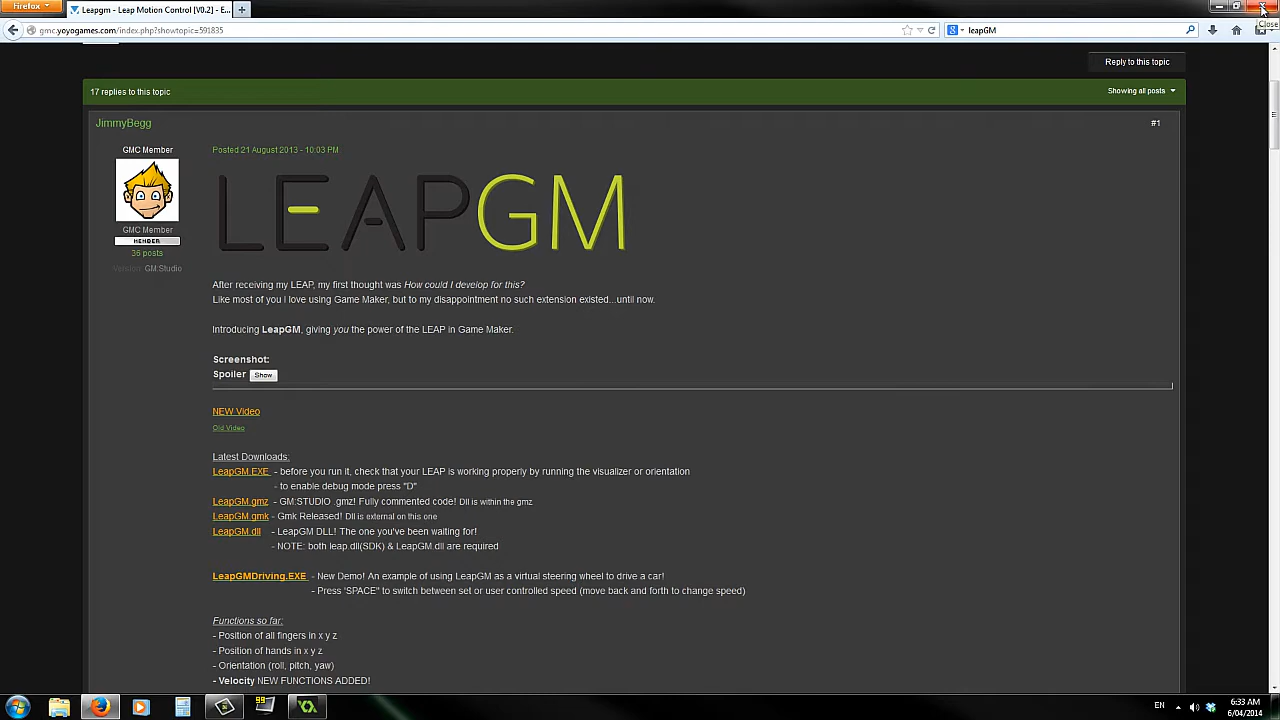 Firefox
Leapgm - Leap Motion Control [V0.2] - E...
Close
gmc.yoyogames.com/index.php?showtopic=591835
leapGM
Reply to this topic
17 replies to this topic
Showing all posts
JimmyBegg
#1
GMC Member
Posted 21 August 2013 - 10:03 PM
LEAPGM
GMC Member
MEMBER
36 posts
Version: GM:Studio
After receiving my LEAP, my first thought was How could I develop for this?
Like most of you I love using Game Maker, but to my disappointment no such extension existed...until now.
Introducing LeapGM, giving you the power of the LEAP in Game Maker.
Screenshot:
Spoiler Show
NEW Video
Old Video
Latest Downloads:
LeapGM.EXE - before you run it, check that your LEAP is working properly by running the visualizer or orientation
- to enable debug mode press "D"
LeapGM.gmz - GM:STUDIO .gmz! Fully commented code! Dll is within the gmz
LeapGM.gmk - Gmk Released! Dll is external on this one
LeapGM.dll - LeapGM DLL! The one you've been waiting for!
- NOTE: both leap.dll(SDK) & LeapGM.dll are required
LeapGMDriving.EXE - New Demo! An example of using LeapGM as a virtual steering wheel to drive a car!
- Press 'SPACE" to switch between set or user controlled speed (move back and forth to change speed)
Functions so far:
- Position of all fingers in x y z
- Position of hands in x y z
- Orientation (roll, pitch, yaw)
- Velocity NEW FUNCTIONS ADDED!
99
EN
6:33 AM
6/04/2014